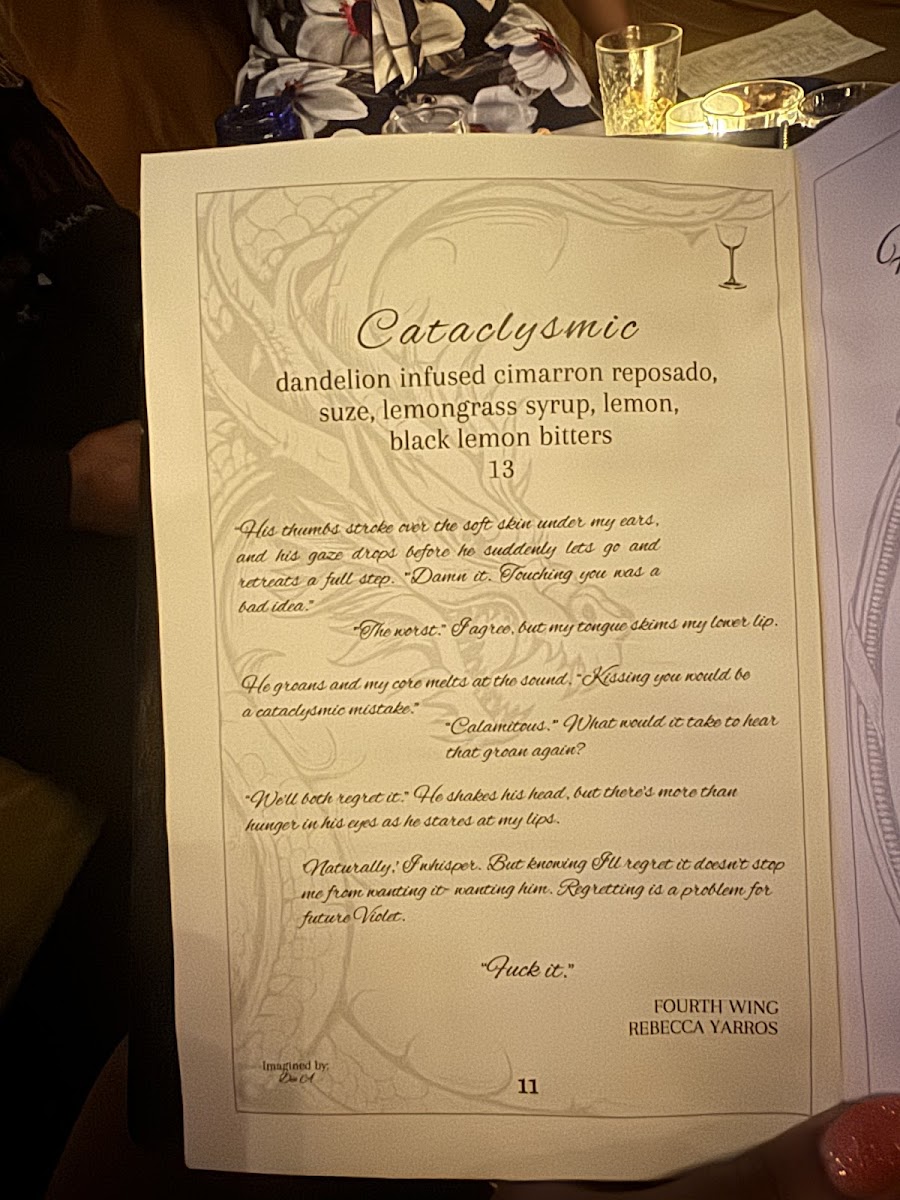 Cataclysmic
dandelion infused cimarron reposado,
suze, lemongrass syrup, lemon,
black lemon bitters
13
"His thumbs stroke over the soft skin under my ears,
and his gaze drops before he suddenly lets go and
retreats a full step. "Damn it. Touching you was a
bad idea."
"The worst." I agree, but my tongue skims my lower lip.
He groans and my core melts at the sound. "Kissing you would be
a cataclysmic mistake."
"Calamitous." What would it take to hear
that groan again?
"We'll both regret it." He shakes his head, but there's more than
hunger in his eyes as he stares at my lips.
'Naturally,' I whisper. But knowing I'll regret it doesn't stop
me from wanting it- wanting him. Regretting is a problem for
future Violet.
"Fuck it."
FOURTH WING
REBECCA YARROS
Imagined by:
11